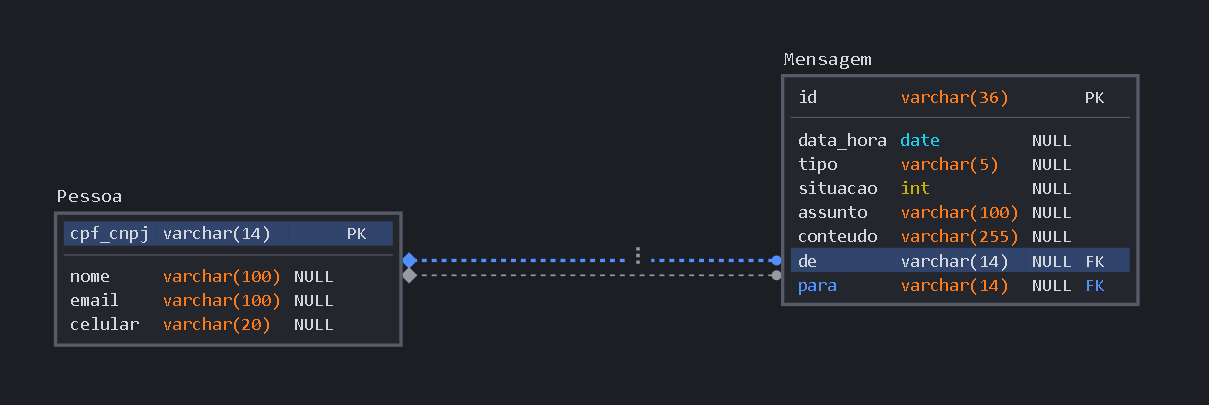 Pessoa
cpf_cnpj varchar(14) PK
nome varchar(100) NULL
email varchar(100) NULL
celular varchar(20) NULL
Mensagem
id varchar(36) PK
data_hora date NULL
tipo varchar(5) NULL
situacao int NULL
assunto varchar(100) NULL
conteudo varchar(255) NULL
de varchar(14) NULL FK
para varchar(14) NULL FK